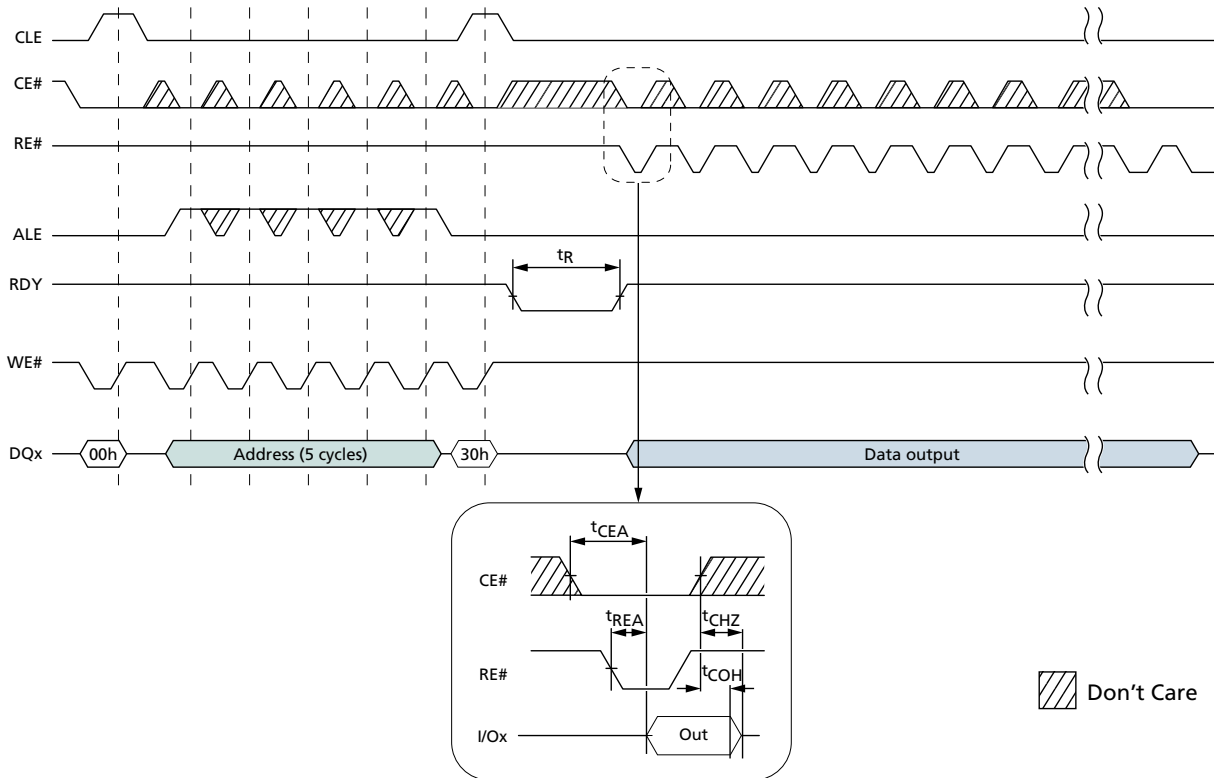 CLE
CE#
RE#
ALE
tR
RDY
WE#
DQx
00h
Address (5 cycles)
30h
Data output
tCEA
CE#
tREA
tCHZ
RE#
tCOH
I/Ox
Out
Don't Care